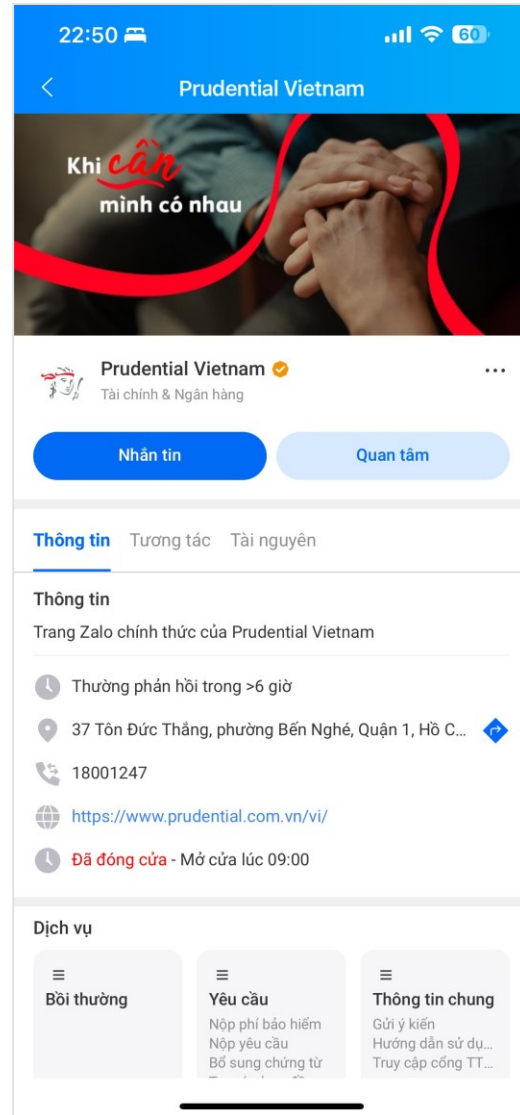 22:50
60
Prudential Vietnam
Khi cần
mình có nhau
Prudential Vietnam
Tài chính & Ngân hàng
Nhắn tin
Quan tâm
Thông tin
Tương tác
Tài nguyên
Thông tin
Trang Zalo chính thức của Prudential Vietnam
Thường phản hồi trong >6 giờ
37 Tôn Đức Thắng, phường Bến Nghé, Quận 1, Hồ C...
18001247
https://www.prudential.com.vn/vi/
Đã đóng cửa - Mở cửa lúc 09:00
Dịch vụ
Bồi thường
Yêu cầu
Nộp phí bảo hiểm
Nộp yêu cầu
Bổ sung chứng từ
Thông tin chung
Gửi ý kiến
Hướng dẫn sử dụ...
Truy cập cổng TT...